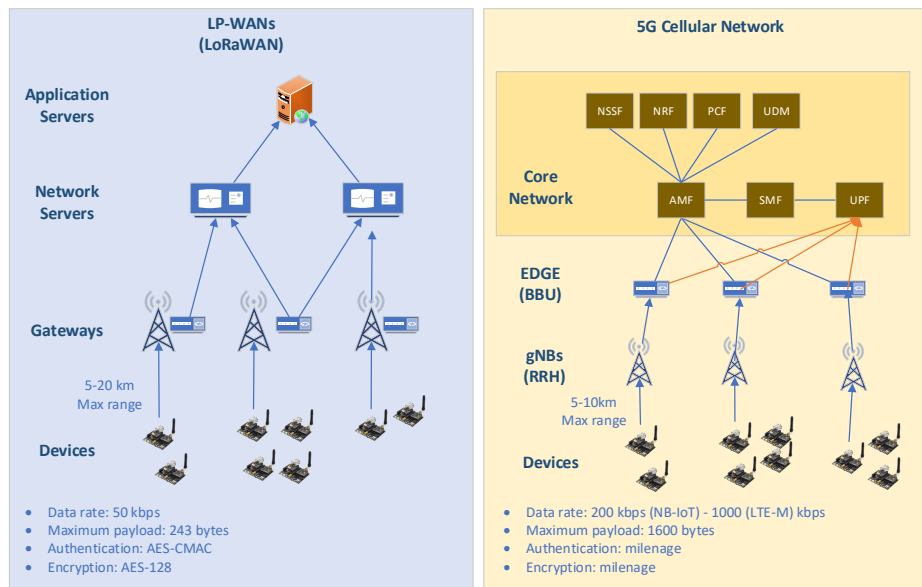 LP-WANs
(LoRaWAN)
Application
Servers
Network
Servers
Gateways
5-20 km
Max range
Devices
• Data rate: 50 kbps
• Maximum payload: 243 bytes
• Authentication: AES-CMAC
• Encryption: AES-128
5G Cellular Network
NSSF
NRF
PCF
UDM
Core
Network
AMF
SMF
UPF
EDGE
(BBU)
gNBs
(RRH)
5-10km
Max range
Devices
• Data rate: 200 kbps (NB-IoT) - 1000 (LTE-M) kbps
• Maximum payload: 1600 bytes
• Authentication: milenage
• Encryption: milenage